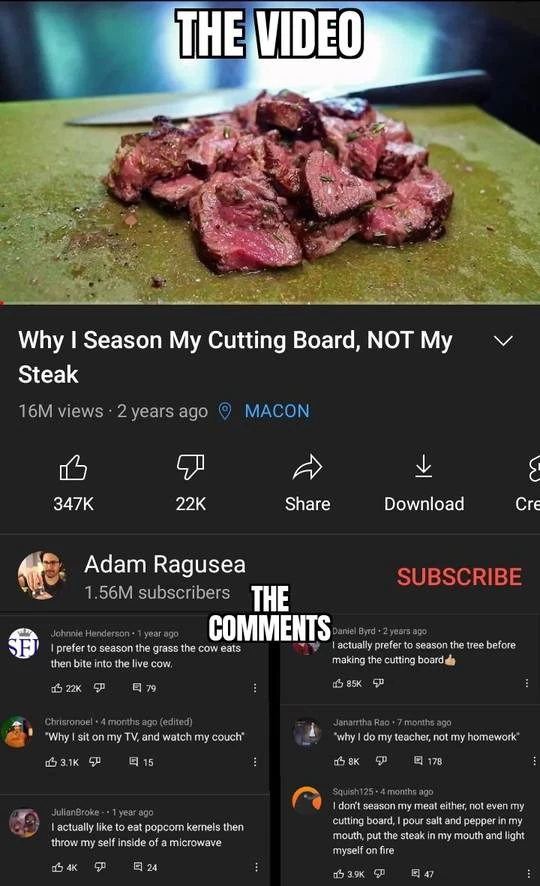 THE VIDEO
Why I Season My Cutting Board, NOT My
Steak
16M views · 2 years ago MACON
347K
22K
Share
Download
Cre
Adam Ragusea
1.56M subscribers
SUBSCRIBE
THE
COMMENTS
SFI
Johnnie Henderson • 1 year ago
I prefer to season the grass the cow eats
then bite into the live cow.
22K 79
Chrisronoel • 4 months ago (edited)
"Why I sit on my TV, and watch my couch"
3.1K 15
JulianBroke - • 1 year ago
I actually like to eat popcorn kernels then
throw my self inside of a microwave
4K 24
Daniel Byrd • 2 years ago
I actually prefer to season the tree before
making the cutting board👍🏼
85K
Janarrtha Rao • 7 months ago
"why I do my teacher, not my homework"
8K 178
Squish125 • 4 months ago
I don't season my meat either, not even my
cutting board, I pour salt and pepper in my
mouth, put the steak in my mouth and light
myself on fire
3.9K 47